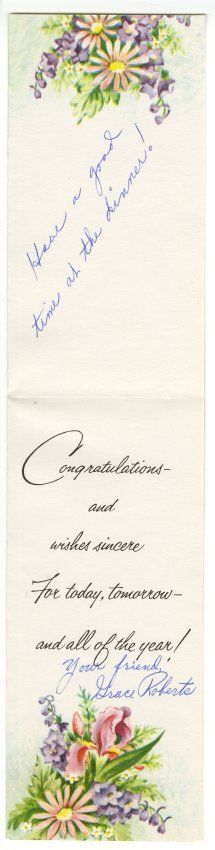 Have a good
time at the dinner!
Congratulations-
and
wishes sincere
For today, tomorrow-
and all of the year!
Your friend,
Grace Roberts